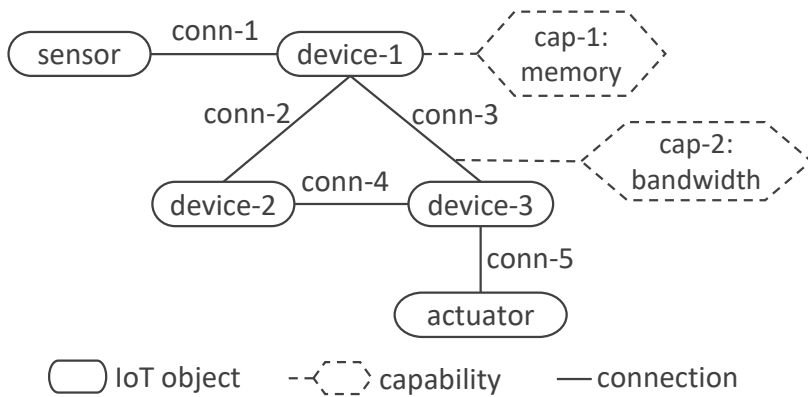 conn-1
sensor
device-1
cap-1:
memory
conn-2
conn-3
cap-2:
bandwidth
conn-4
device-2
device-3
conn-5
actuator
IoT object
capability
connection